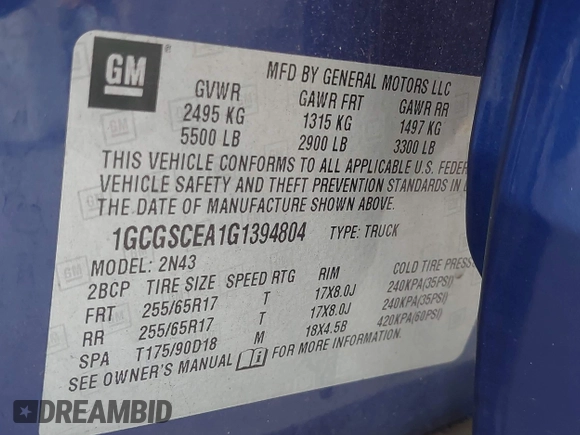 GM
MFD BY GENERAL MOTORS LLC
GVWR GAWR FRT GAWR RR
2495 KG 1315 KG 1497 KG
5500 LB 2900 LB 3300 LB
THIS VEHICLE CONFORMS TO ALL APPLICABLE U.S.
VEHICLE SAFETY AND THEFT PREVENTION STANDARDS IN
THE DATE OF MANUFACTURE SHOWN ABOVE.
1GCGSCEA1G1394804 TYPE: TRUCK
MODEL: 2N43
2BCP TIRE SIZE SPEED RTG RIM COLD TIRE
FRT 255/65R17 T 17X8.0J 240KPA(35PSI)
RR 255/65R17 T 17X8.0J 240KPA(35PSI)
SPA T175/90D18 M 18X4.5B 420KPA(60PSI)
SEE OWNER'S MANUAL FOR MORE INFORMATION.
DREAMBID